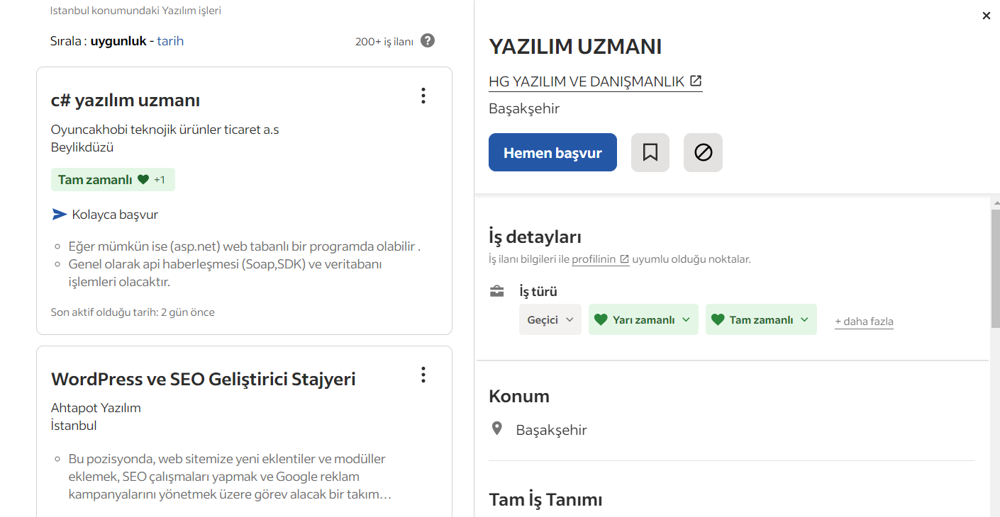 Istanbul konumundaki Yazılım işleri
Sırala : uygunluk - tarih
200+ iş ilanı ?
c# yazılım uzmanı
Oyuncakhobi teknojik ürünler ticaret a.s
Beylikdüzü
Tam zamanlı +1
Kolayca başvur
Eğer mümkün ise (asp.net) web tabanlı bir programda olabilir .
Genel olarak api haberleşmesi (Soap,SDK) ve veritabanı
işlemleri olacaktır.
Son aktif olduğu tarih: 2 gün önce
WordPress ve SEO Geliştirici Stajyeri
Ahtapot Yazılım
İstanbul
Bu pozisyonda, web sitemize yeni eklentiler ve modüller
eklemek, SEO çalışmaları yapmak ve Google reklam
kampanyalarını yönetmek üzere görev alacak bir takım…
YAZILIM UZMANI
HG YAZILIM VE DANIŞMANLIK
Başakşehir
Hemen başvur
İş detayları
İş ilanı bilgileri ile profilinin uyumlu olduğu noktalar.
İş türü
Geçici
Yarı zamanlı
Tam zamanlı
+ daha fazla
Konum
Başakşehir
Tam İş Tanımı